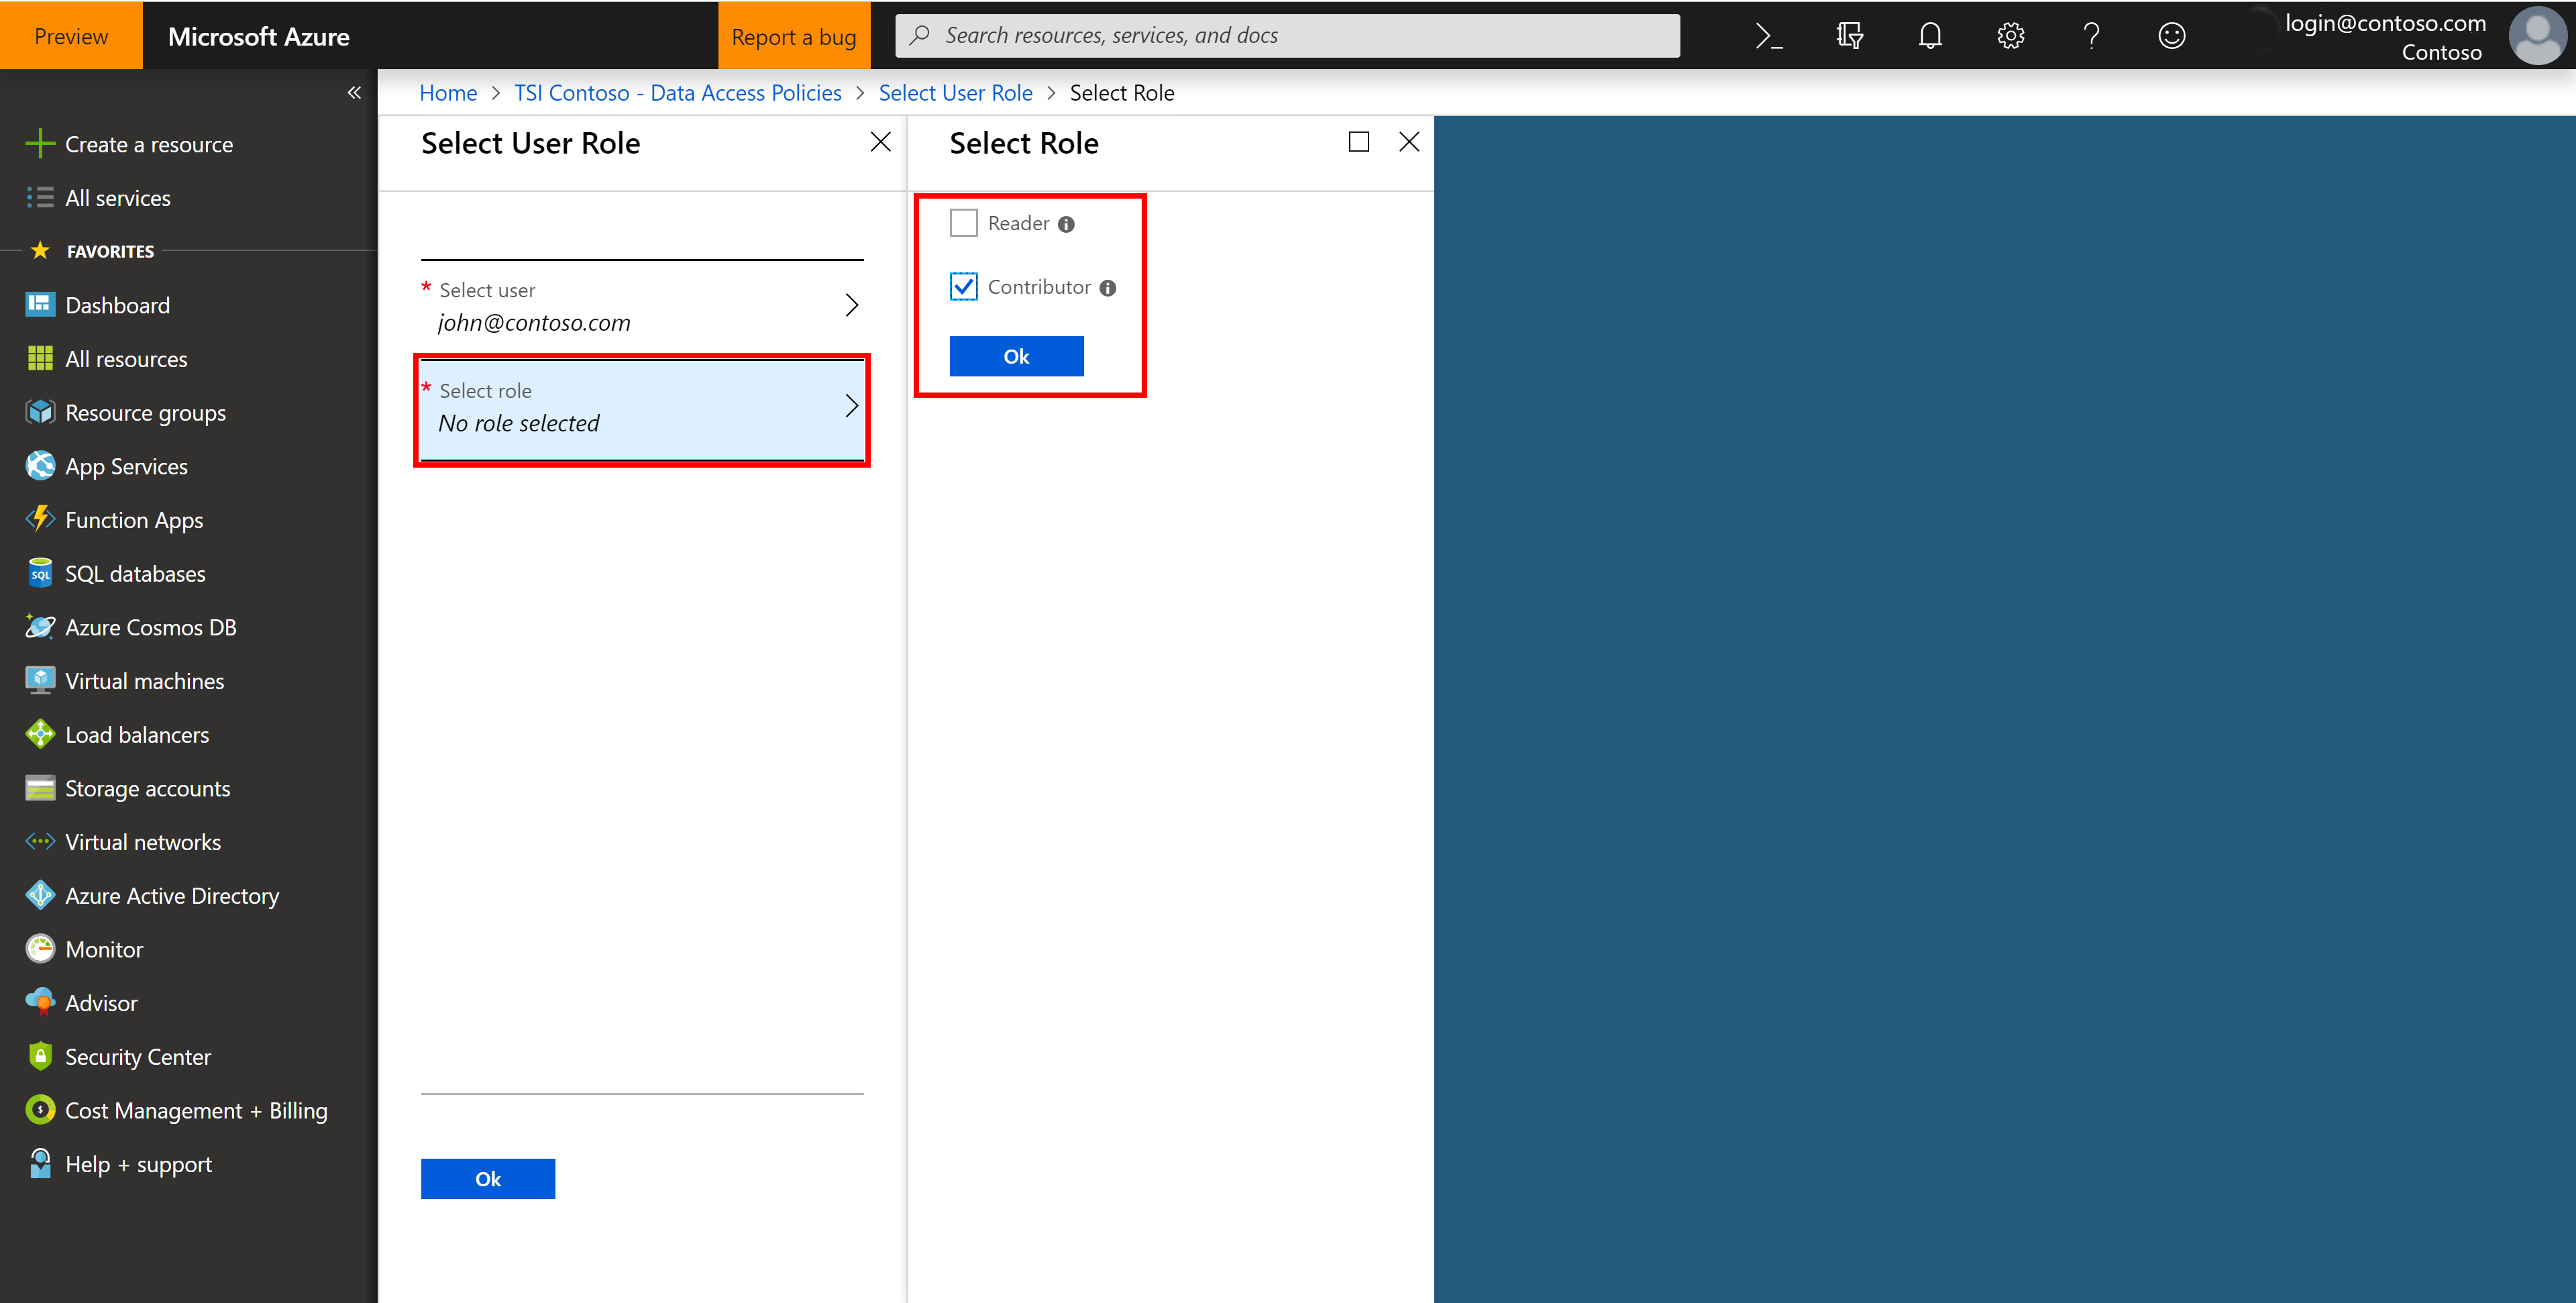 Preview
Microsoft Azure
Report a bug
Search resources, services, and docs
login@contoso.com
Contoso
Home > TSI Contoso - Data Access Policies > Select User Role > Select Role
Create a resource
All services
FAVORITES
Dashboard
All resources
Resource groups
App Services
Function Apps
SQL databases
Azure Cosmos DB
Virtual machines
Load balancers
Storage accounts
Virtual networks
Azure Active Directory
Monitor
Advisor
Security Center
Cost Management + Billing
Help + support
Select User Role
* Select user
john@contoso.com
* Select role
No role selected
Ok
Select Role
Reader
Contributor
Ok